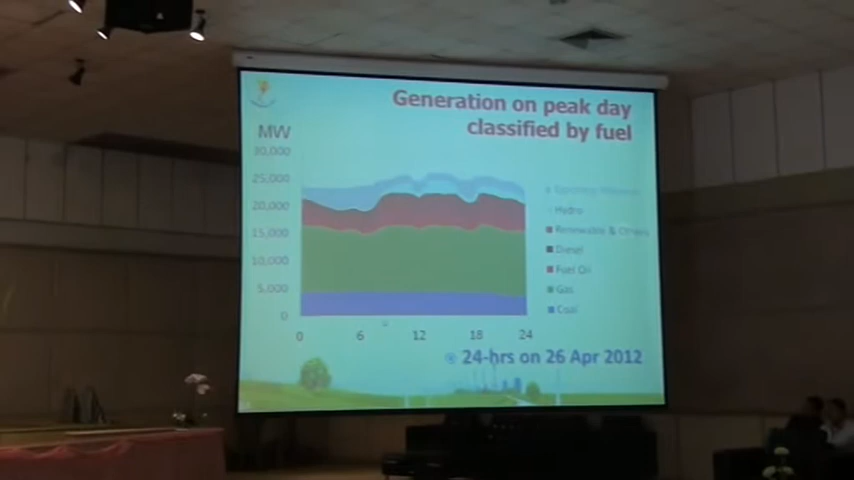 Generation on peak day
classified by fuel
MW
30,000
25,000
20,000
15,000
10,000
5,000
0
0 6 12 18 24
Hydro
Renewable & Others
Diesel
Fuel Oil
Gas
Coal
24-hrs on 26 Apr 2012